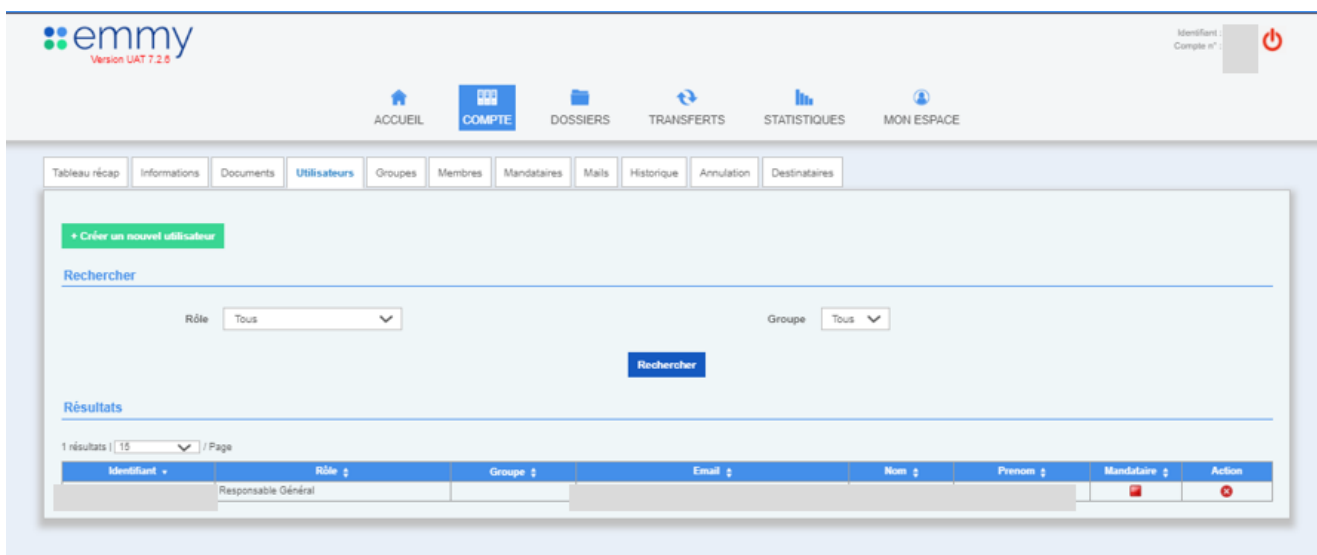 emmy
Version UAT 7.2.6
Identifiant :
Compte n° :
ACCUEIL COMPTE DOSSIERS TRANSFERTS STATISTIQUES MON ESPACE
Tableau récap Informations Documents Utilisateurs Groupes Membres Mandataires Mails Historique Annulation Destinataires
+ Créer un nouvel utilisateur
Rechercher
Rôle Tous Groupe Tous
Rechercher
Résultats
1 résultats | 15 / Page
Identifiant Rôle Groupe Email Nom Prenom Mandataire Action
Responsable Général